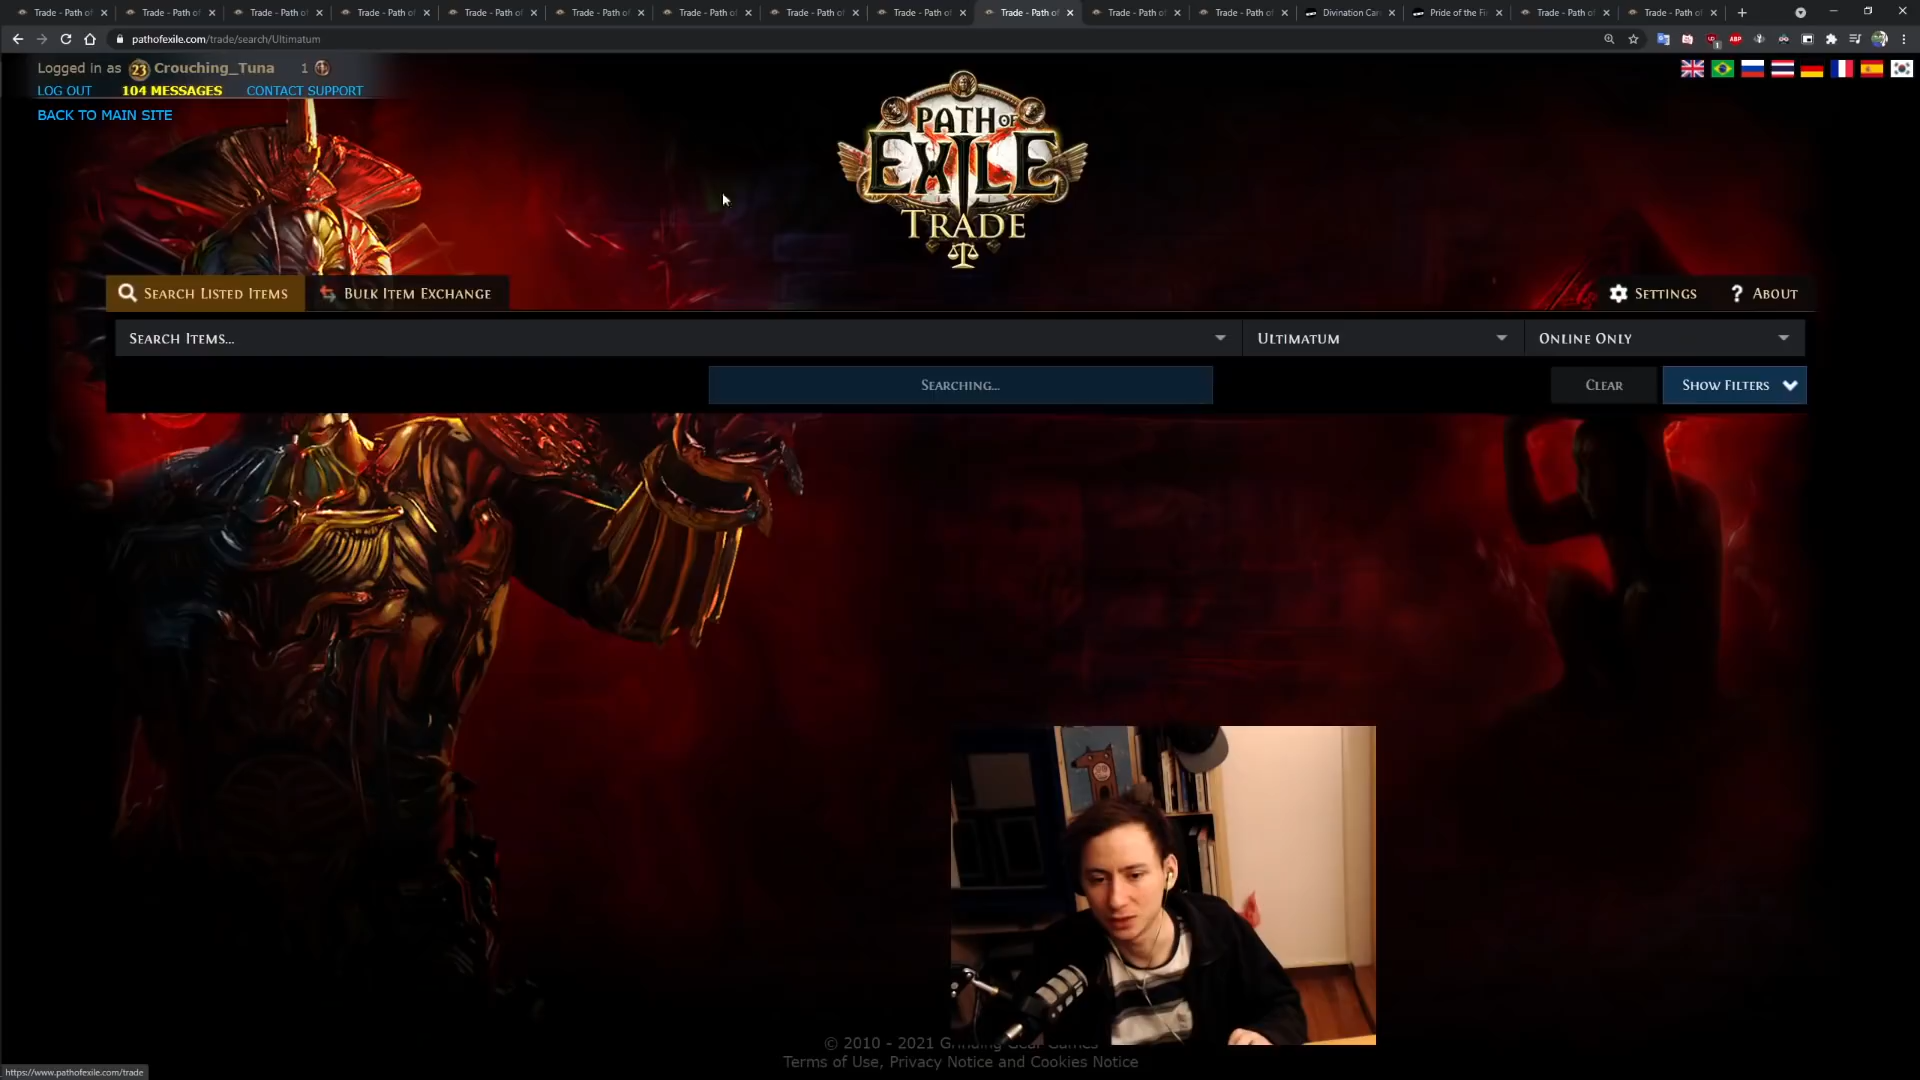 Trade - Path of
Trade - Path of
Trade - Path of
Trade - Path of
Trade - Path of
Trade - Path of
Trade - Path of
Trade - Path of
Trade - Path of
Trade - Path of
Trade - Path of
Trade - Path of
Divination Car
Pride of the Fi
Trade - Path of
Trade - Path of
pathofexile.com/trade/search/Ultimatum
Logged in as 23 Crouching_Tuna 1
LOG OUT 104 MESSAGES CONTACT SUPPORT
BACK TO MAIN SITE
PATH OF
EXILE
TRADE
SEARCH LISTED ITEMS
BULK ITEM EXCHANGE
SETTINGS
? ABOUT
SEARCH ITEMS...
ULTIMATUM
ONLINE ONLY
SEARCHING...
CLEAR
SHOW FILTERS
© 2010 - 2021 Grinding Gear Games
Terms of Use, Privacy Notice and Cookies Notice
https://www.pathofexile.com/trade